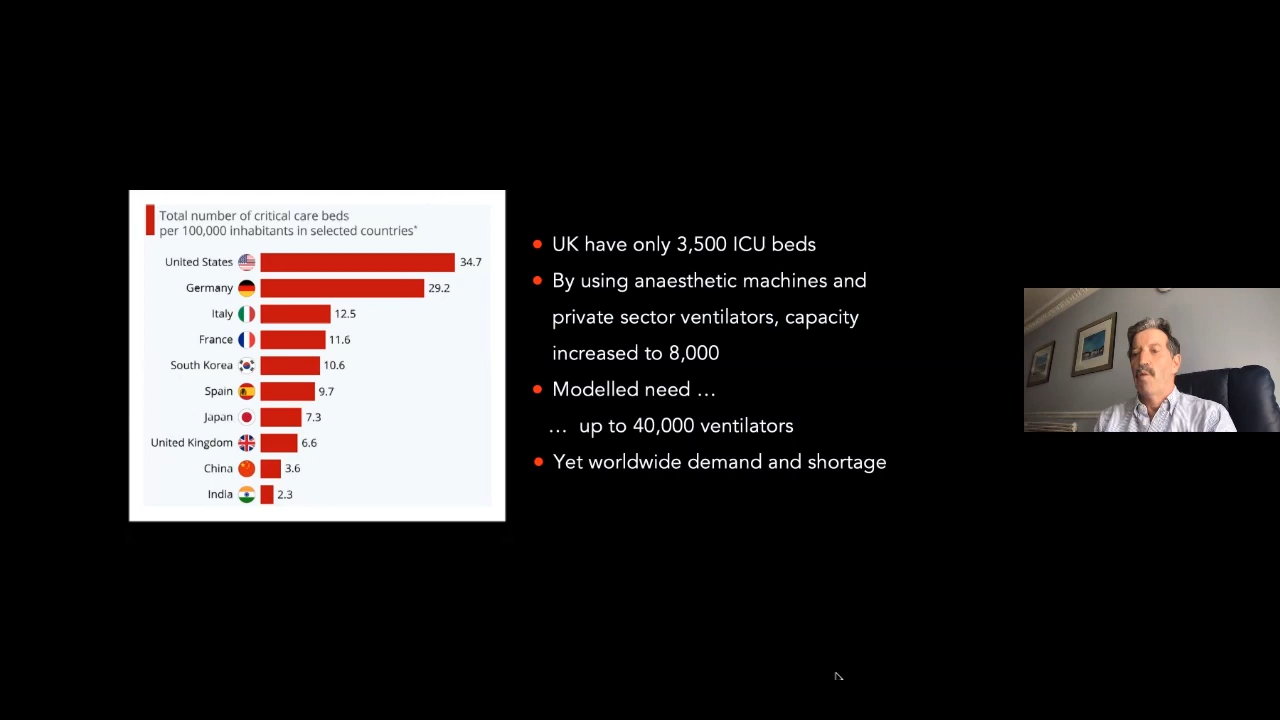 Total number of critical care beds
per 100,000 inhabitants in selected countries*
United States 34.7
Germany 29.2
Italy 12.5
France 11.6
South Korea 10.6
Spain 9.7
Japan 7.3
United Kingdom 6.6
China 3.6
India 2.3
• UK have only 3,500 ICU beds
• By using anaesthetic machines and
private sector ventilators, capacity
increased to 8,000
• Modelled need …
… up to 40,000 ventilators
• Yet worldwide demand and shortage